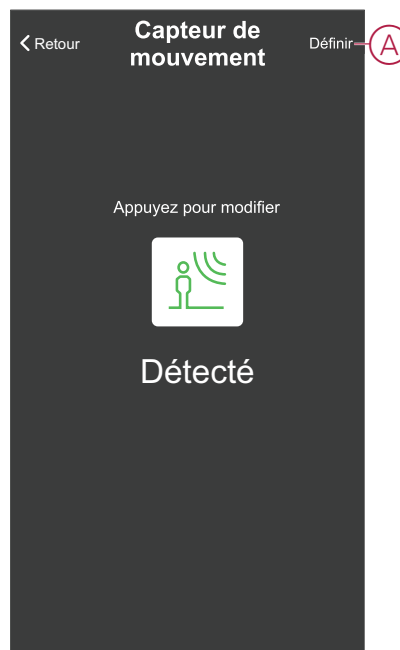 Retour
Capteur de
mouvement
Définir
A
Appuyez pour modifier
Détecté